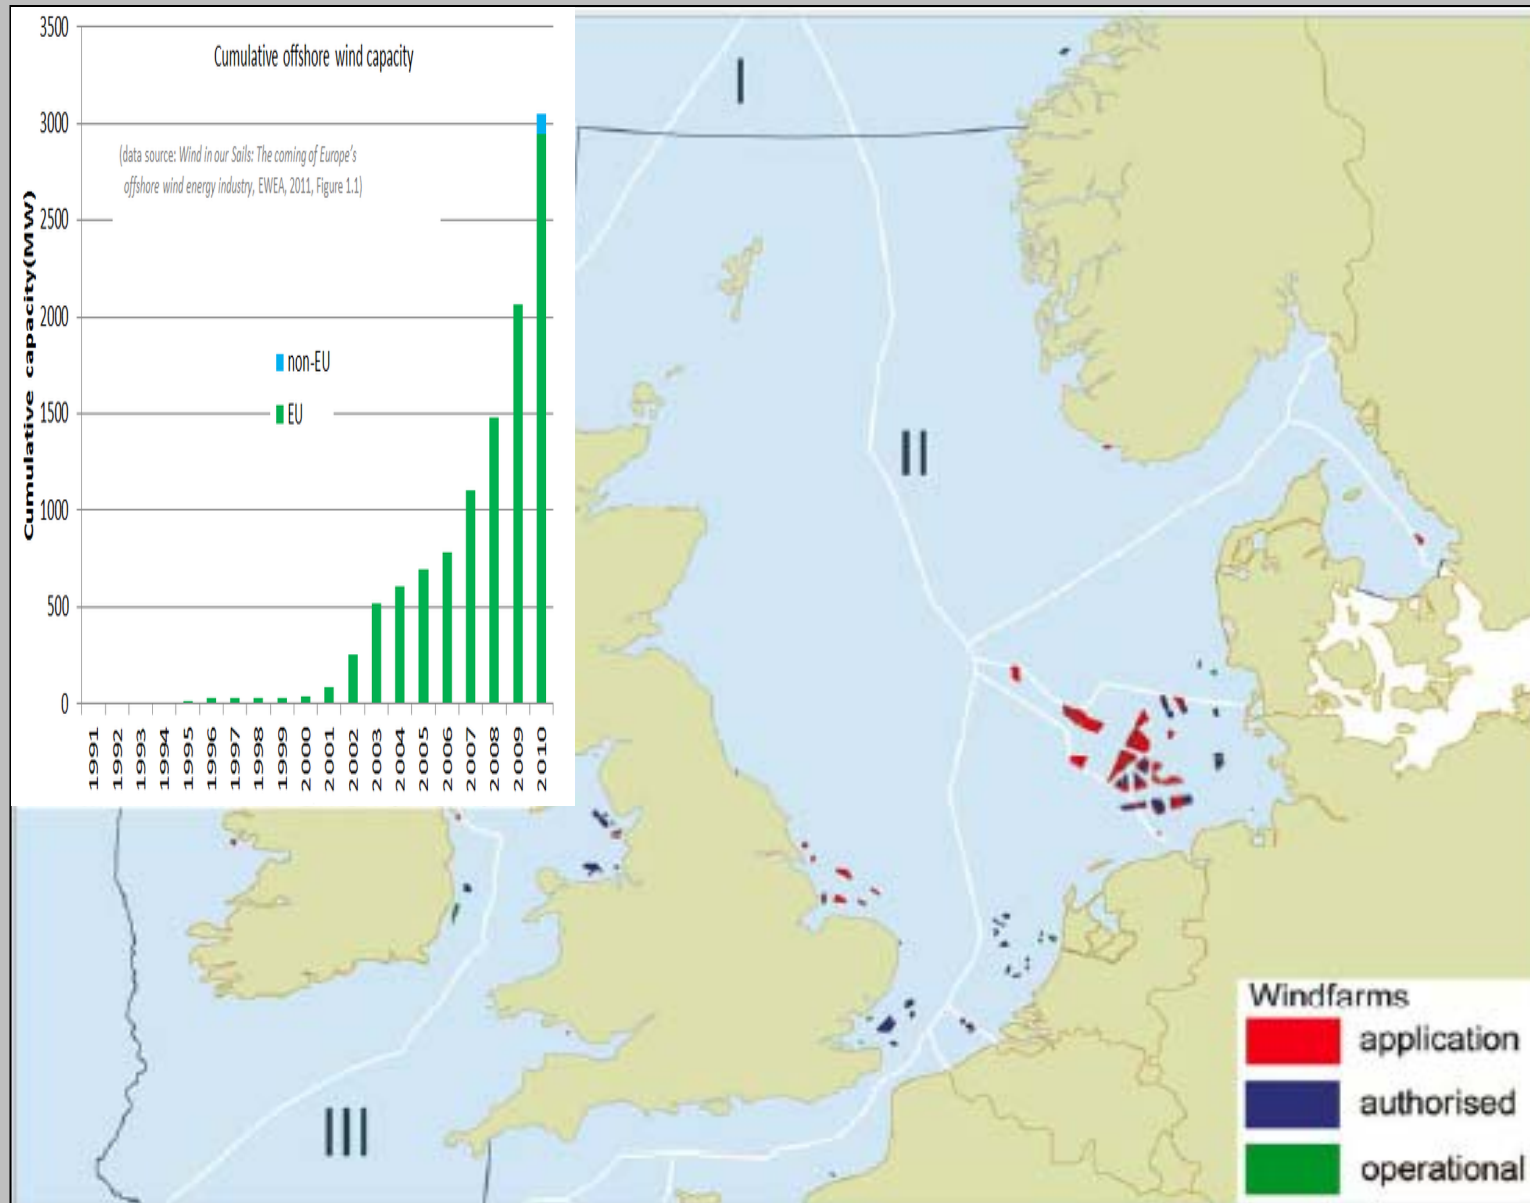 3500
Cumulative offshore wind capacity
3000
(data source: Wind in our Sails: The coming of Europe's
offshore wind energy industry, EWEA, 2011, Figure 1.1)
2500
2000
non-EU
1500
EU
1000
500
0
Cumulative capacity(MW)
1991
1992
1993
1994
1995
1996
1997
1998
1999
2000
2001
2002
2003
2004
2005
2006
2007
2008
2009
2010
I
II
III
Windfarms
application
authorised
operational